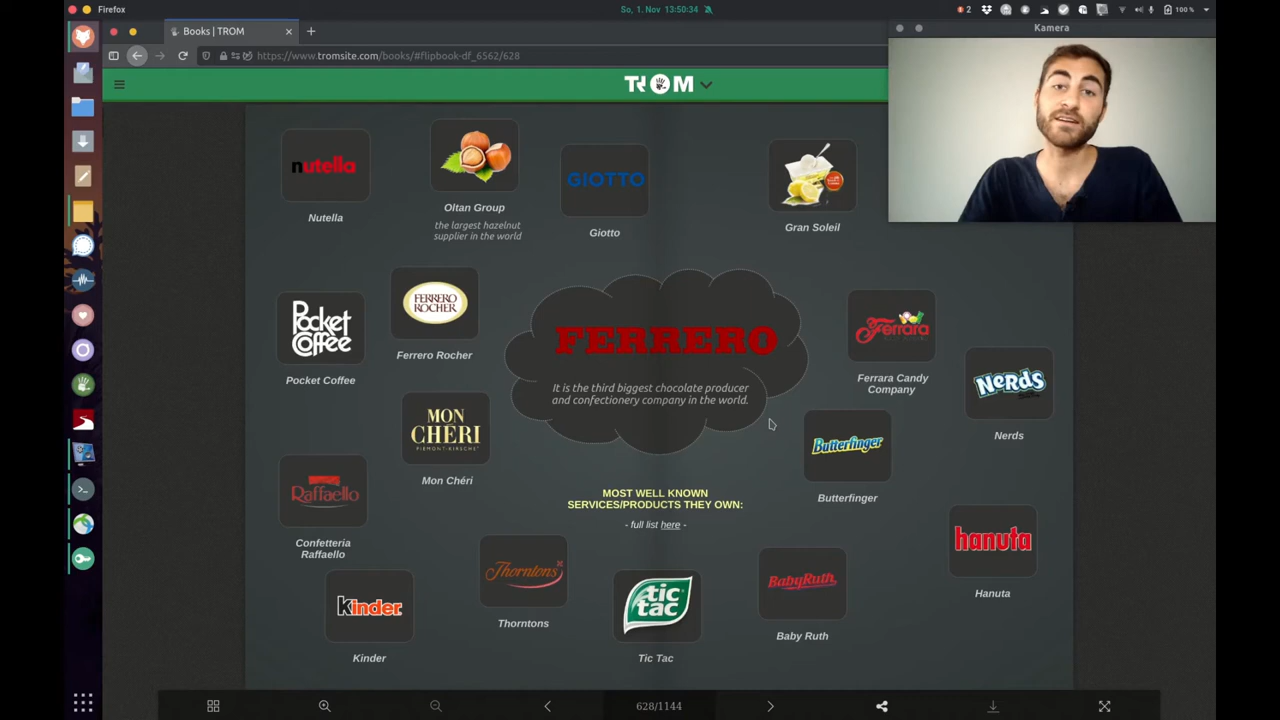 Firefox
So, 1. Nov 13:50:34
2
100 %
Books | TROM
https://www.tromsite.com/books/#flipbook-df_6562/628
Kamera
TROM
nutella
Nutella
Oltan Group
the largest hazelnut
supplier in the world
GIOTTO
Giotto
Gran Soleil
Pocket
Coffee
Pocket Coffee
FERRERO
ROCHER
Ferrero Rocher
FERRERO
It is the third biggest chocolate producer
and confectionery company in the world.
Ferrara
Ferrara Candy
Company
NERDS
Nerds
MON
CHÉRI
PIEMONT-KIRSCHE
Mon Chéri
Butterfinger
Butterfinger
Raffaello
Confetteria
Raffaello
MOST WELL KNOWN
SERVICES/PRODUCTS THEY OWN:
- full list here -
hanuta
Hanuta
Thorntons
Thorntons
kinder
Kinder
tic
tac
Tic Tac
BabyRuth
Baby Ruth
628/1144